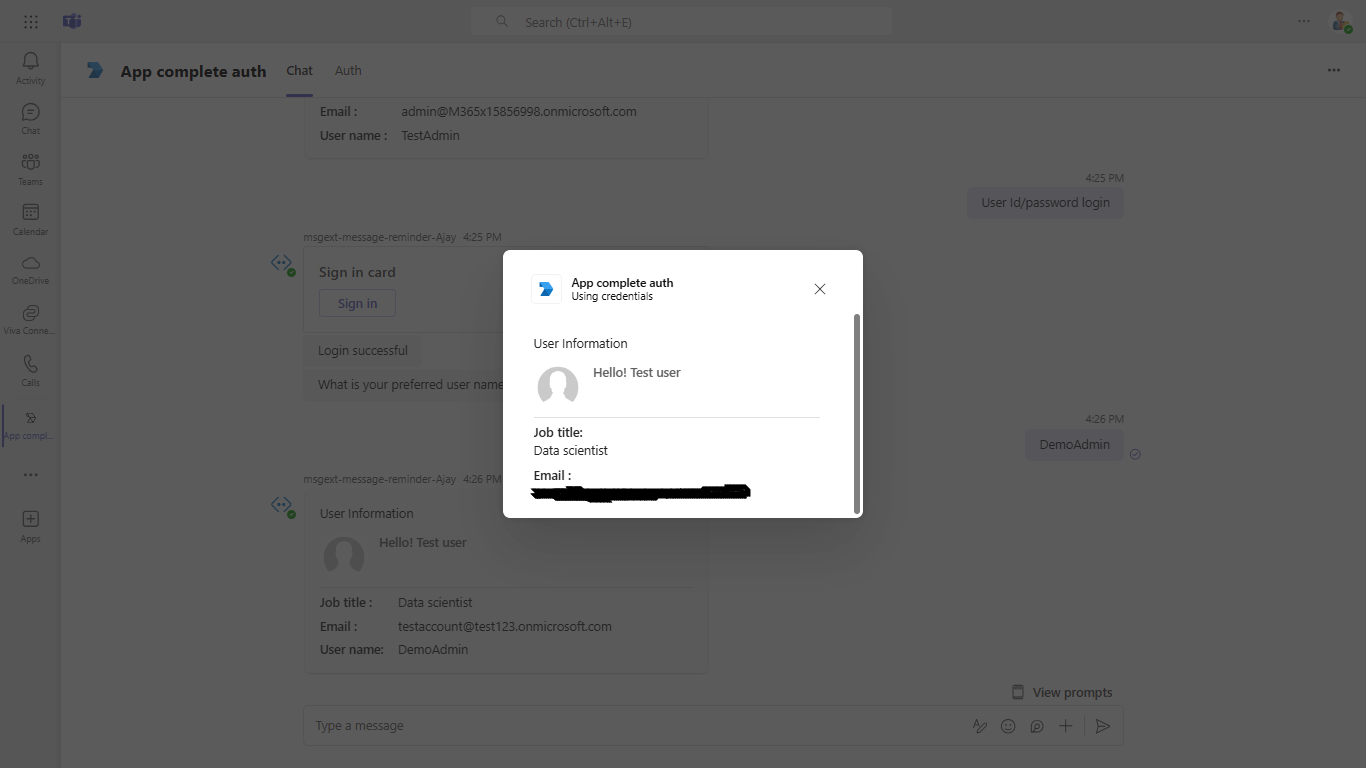 Search (Ctrl+Alt+E)
Activity
Chat
Teams
Calendar
OneDrive
Viva Conne...
Calls
App compl...
Apps
App complete auth Chat Auth
Email : admin@M365x15856998.onmicrosoft.com
User name : TestAdmin
4:25 PM
User Id/password login
msgext-message-reminder-Ajay 4:25 PM
Sign in card
Sign in
Login successful
What is your preferred user name
4:26 PM
DemoAdmin
msgext-message-reminder-Ajay 4:26 PM
User Information
Hello! Test user
Job title : Data scientist
Email : testaccount@test123.onmicrosoft.com
User name: DemoAdmin
App complete auth
Using credentials
User Information
Hello! Test user
Job title:
Data scientist
Email :
View prompts
Type a message